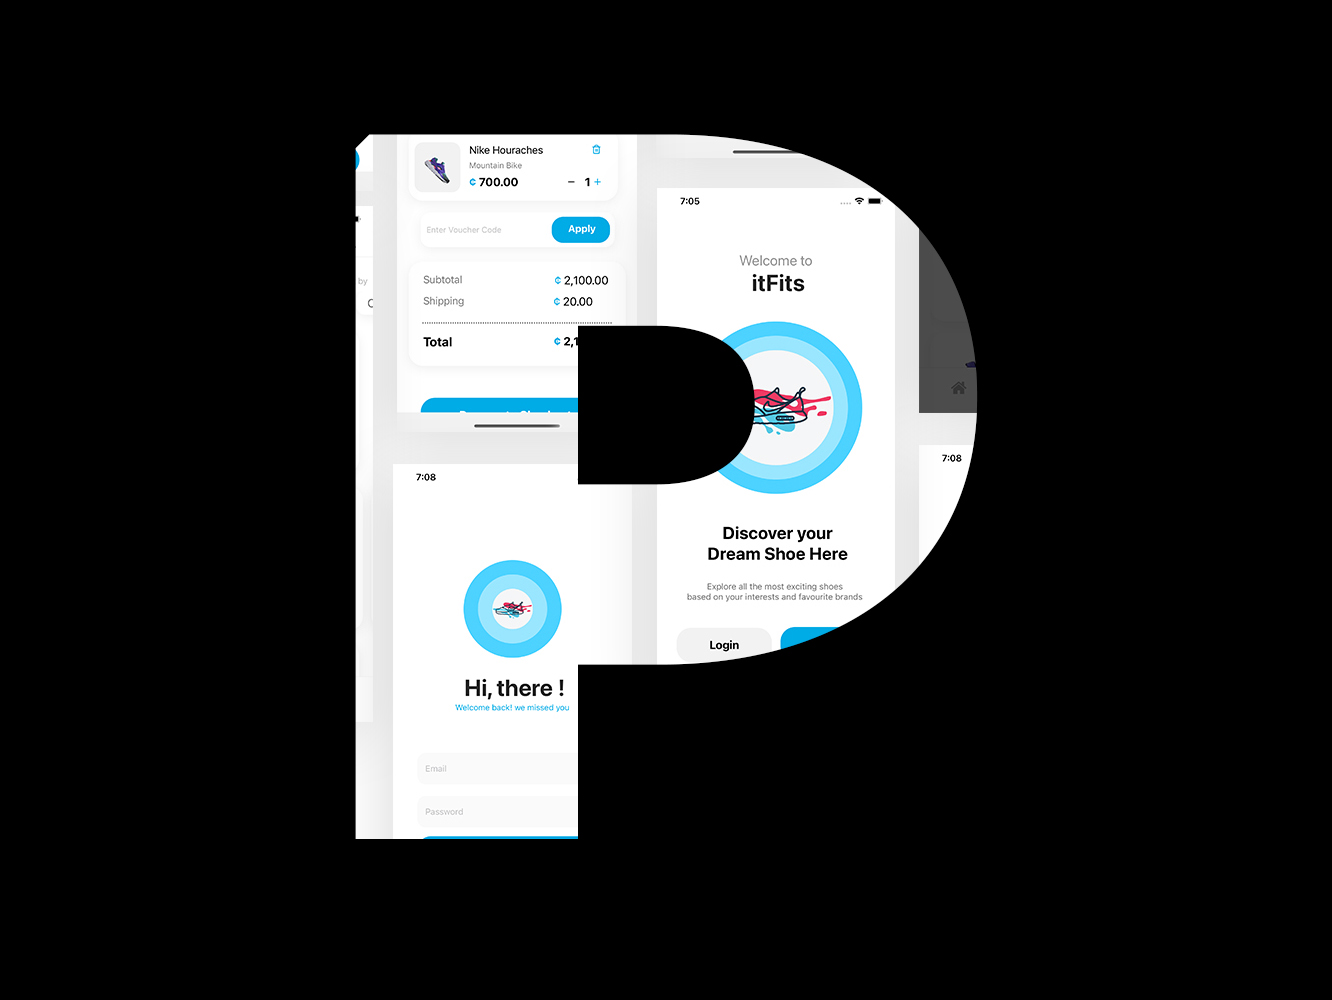 Nike Houraches
Mountain Bike
₵ 700.00
− 1 +
Enter Voucher Code
Apply
Subtotal
₵ 2,100.00
Shipping
₵ 20.00
Total
₵ 2,1
by
7:08
Hi, there !
Welcome back! we missed you
Email
Password
7:05
Welcome to
itFits
Discover your
Dream Shoe Here
Explore all the most exciting shoes
based on your interests and favourite brands
Login
7:08